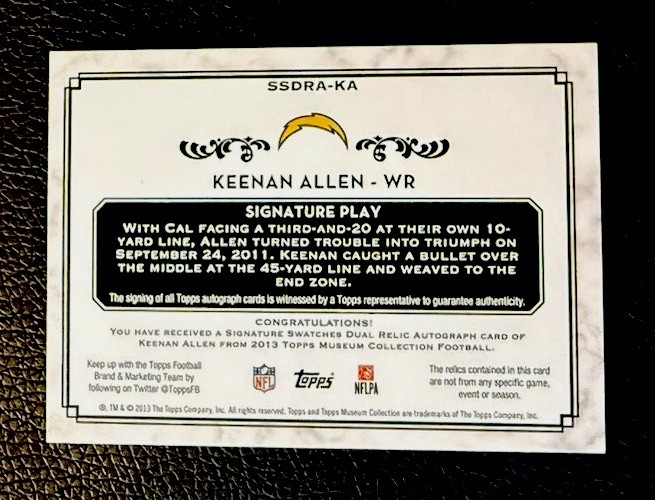 SSDRA-KA
KEENAN ALLEN - WR
SIGNATURE PLAY
WITH CAL FACING A THIRD-AND-20 AT THEIR OWN 10-
YARD LINE, ALLEN TURNED TROUBLE INTO TRIUMPH ON
SEPTEMBER 24, 2011. KEENAN CAUGHT A BULLET OVER
THE MIDDLE AT THE 45-YARD LINE AND WEAVED TO THE
END ZONE.
The signing of all Topps autograph cards is witnessed by a Topps representative to guarantee authenticity.
CONGRATULATIONS!
YOU HAVE RECEIVED A SIGNATURE SWATCHES DUAL RELIC AUTOGRAPH CARD OF
KEENAN ALLEN FROM 2013 TOPPS MUSEUM COLLECTION FOOTBALL.
Keep up with the Topps Football
Brand & Marketing Team by
following on Twitter @ToppsFB
NFL
Topps
NFLPA
The relics contained in this card
are not from any specific game,
event or season.
®, TM & © 2013 The Topps Company, Inc. All rights reserved. Topps and Topps Museum Collection are trademarks of The Topps Company, Inc.